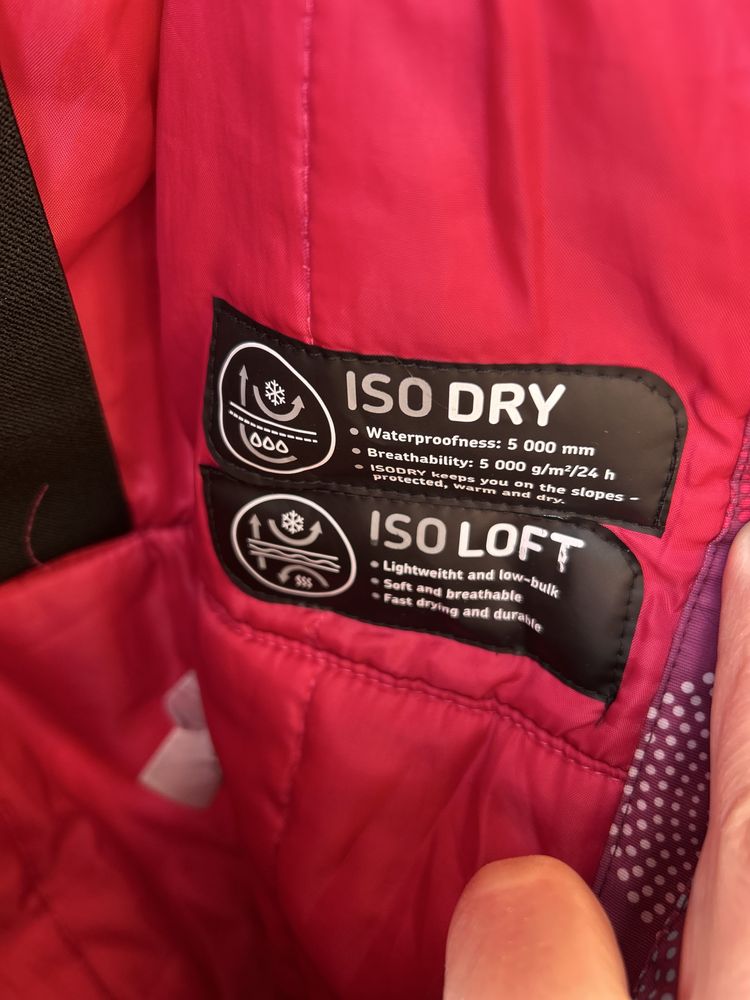 ISO DRY
• Waterproofness: 5 000 mm
• Breathability: 5 000 g/m²/24 h
• ISODRY keeps you on the slopes –
protected, warm and dry.
ISO LOFT
• Lightweitht and low-bulk
• Soft and breathable
• Fast drying and durable
$$$